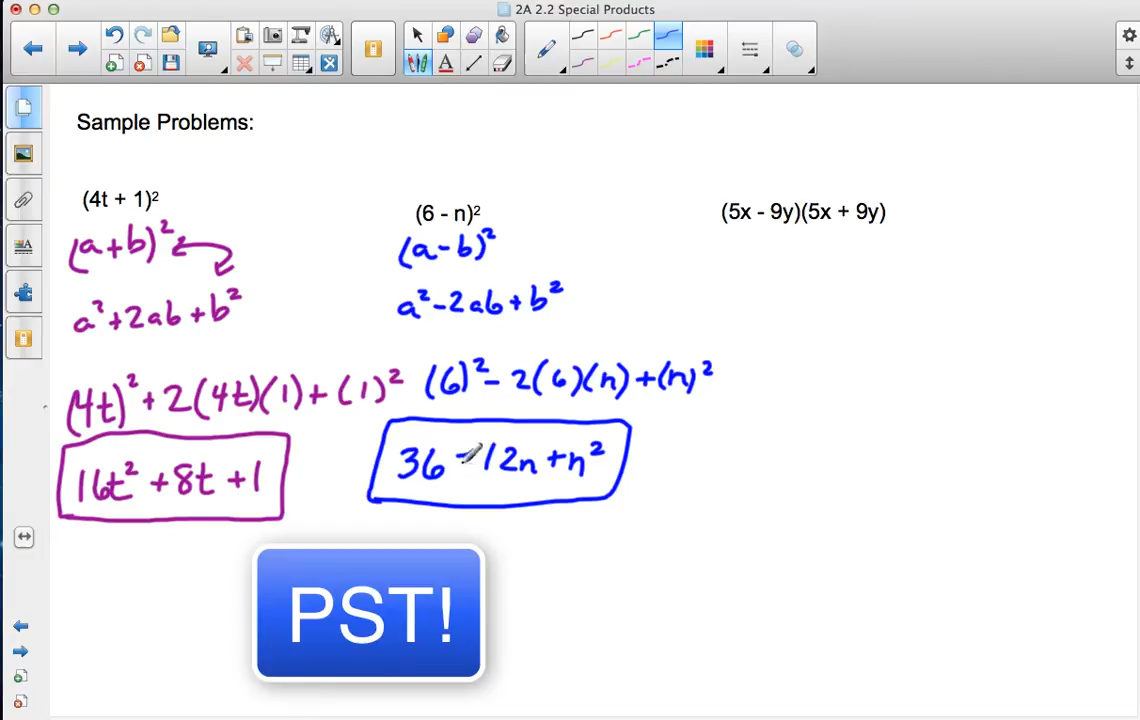 2A 2.2 Special Products
Sample Problems:
(4t + 1)²
(a+b)²
a²+2ab+b²
(4t)²+2(4t)(1)+(1)²
16t²+8t+1
(6 - n)²
(a-b)²
a²-2ab+b²
(6)²-2(6)(n)+(n)²
36-12n+n²
(5x - 9y)(5x + 9y)
PST!